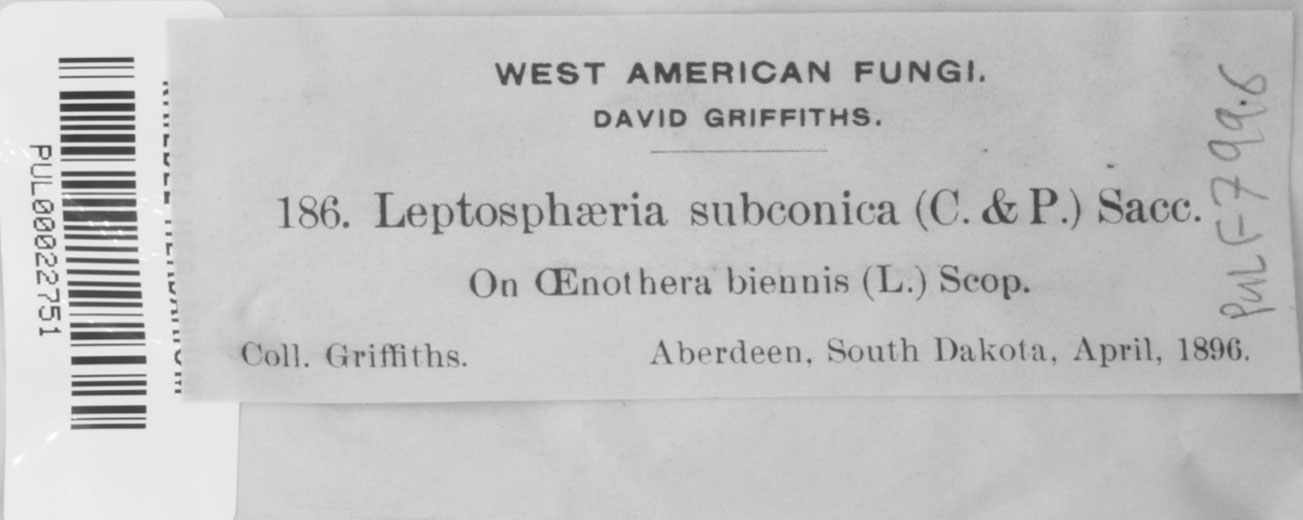 WEST AMERICAN FUNGI.
DAVID GRIFFITHS.
186. Leptosphæria subconica (C. & P.) Sacc.
On Œnothera biennis (L.) Scop.
Coll. Griffiths. Aberdeen, South Dakota, April, 1896.
PUL F799.6
PUL00022751